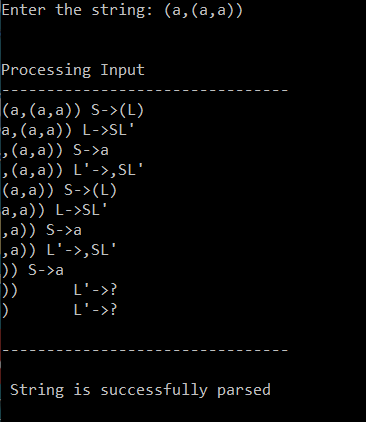 Enter the string: (a,(a,a))
Processing Input
--------------------------------
(a,(a,a)) S->(L)
a,(a,a)) L->SL'
,(a,a)) S->a
,(a,a)) L'->,SL'
(a,a)) S->(L)
a,a)) L->SL'
,a)) S->a
,a)) L'->,SL'
)) S->a
))      L'->?
)       L'->?
--------------------------------
String is successfully parsed